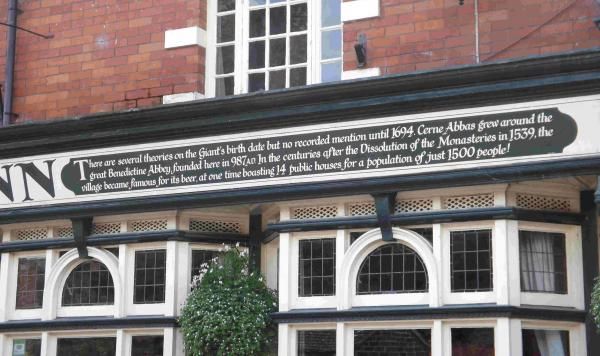 NN
There are several theories on the Giant's birth date but no recorded mention until 1694. Cerne Abbas grew around the
great Benedictine Abbey, founded here in 987AD In the centuries after the Dissolution of the Monasteries in 1539, the
village became famous for its beer, at one time boasting 14 public houses for a population of just 1500 people!